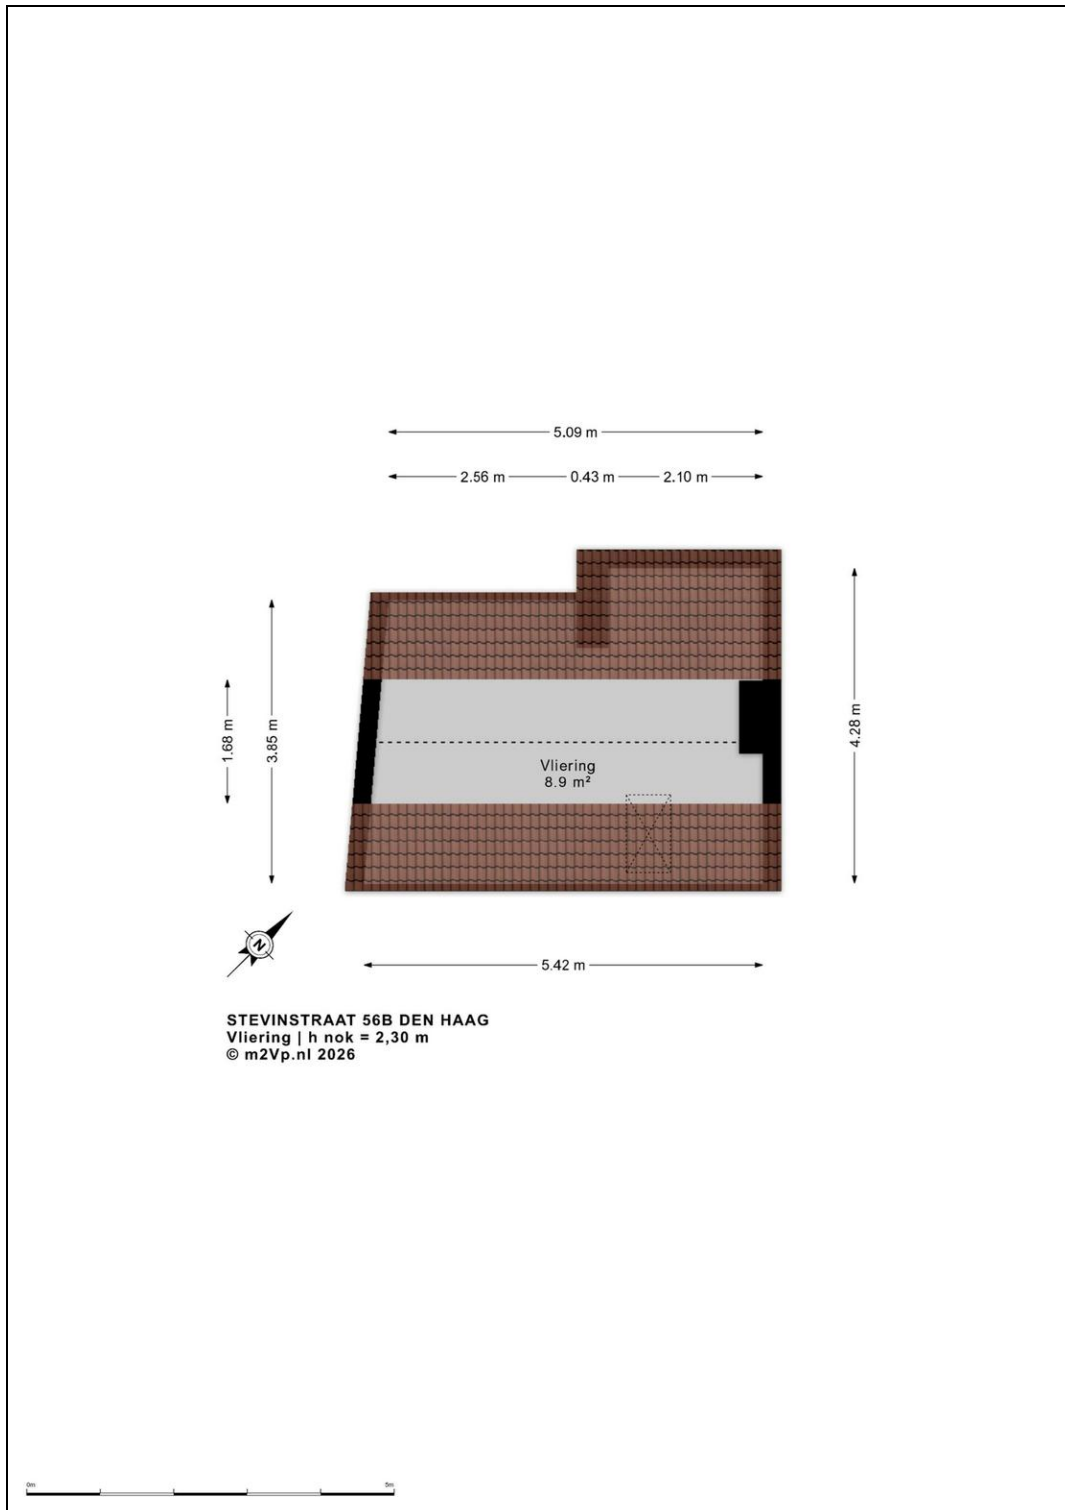 5.09 m
2.56 m 0.43 m 2.10 m
1.68 m
3.85 m
4.28 m
Vliering
8.9 m²
N
5.42 m
STEVINSTRAAT 56B DEN HAAG
Vliering | h nok = 2,30 m
© m2Vp.nl 2026
0m 5m